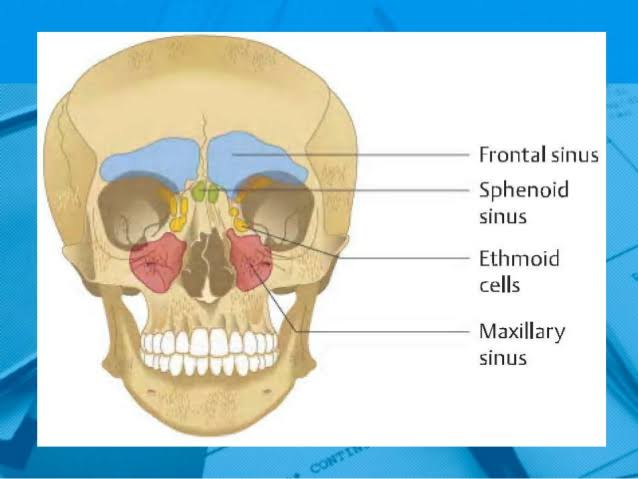 Frontal sinus
Sphenoid
sinus
Ethmoid
cells
Maxillary
sinus